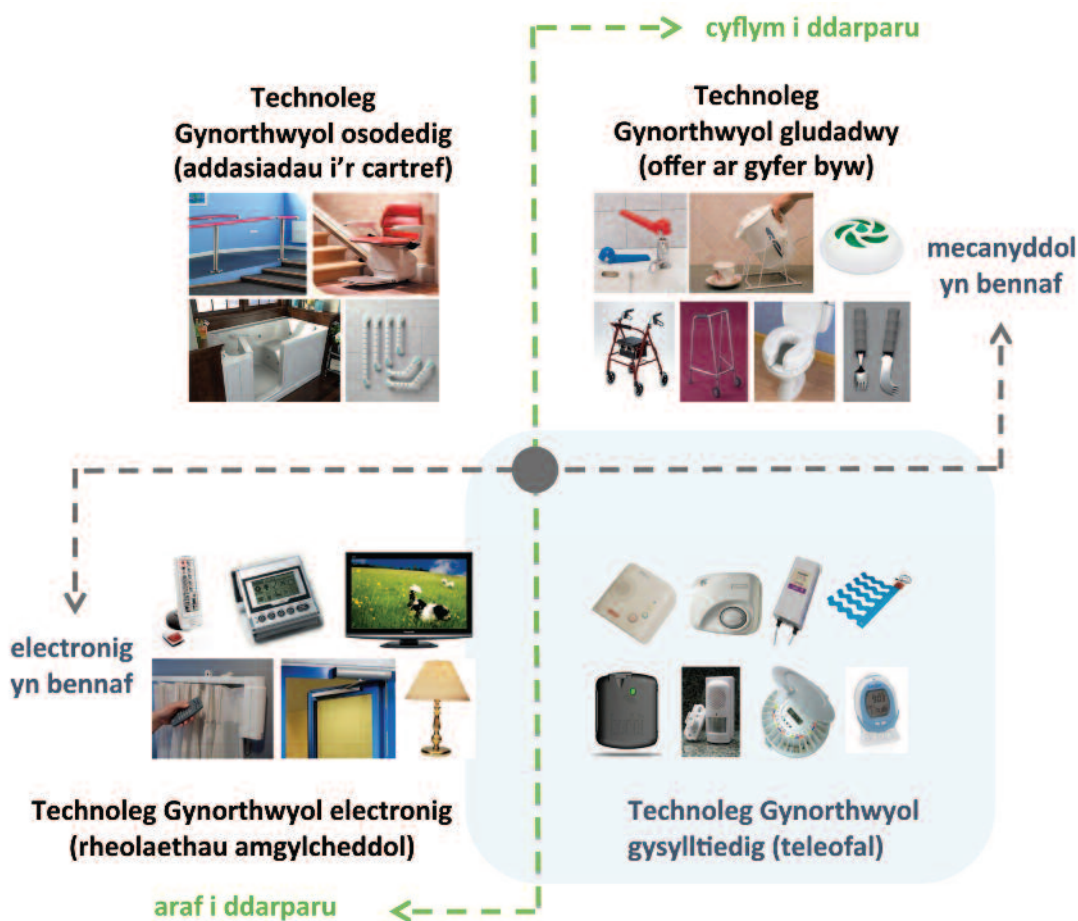 cyflym i ddarparu
Technoleg
Gynorthwyol osodedig
(addasiadau i'r cartref)
Technoleg
Gynorthwyol gludadwy
(offer ar gyfer byw)
mecanyddol
yn bennaf
electronig
yn bennaf
Technoleg Gynorthwyol electronig
(rheolaethau amgylcheddol)
Technoleg Gynorthwyol
gysylltiedig (teleofal)
araf i ddarparu